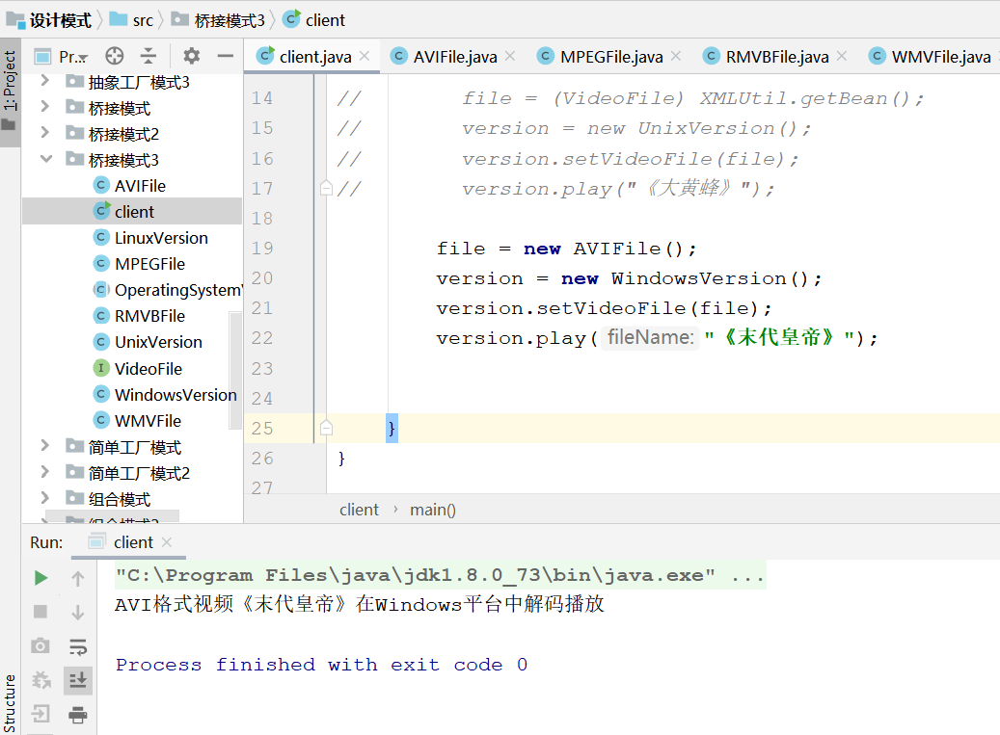 设计模式 src 桥接模式3 client
1: Project
Pr...
抽象工厂模式3
桥接模式
桥接模式2
桥接模式3
AVIFile
client
LinuxVersion
MPEGFile
OperatingSystemV
RMVBFile
UnixVersion
VideoFile
WindowsVersion
WMVFile
简单工厂模式
简单工厂模式2
组合模式
client.java AVIFile.java MPEGFile.java RMVBFile.java WMVFile.java
14 // file = (VideoFile) XMLUtil.getBean();
15 // version = new UnixVersion();
16 // version.setVideoFile(file);
17 // version.play("《大黄蜂》");
18
19 file = new AVIFile();
20 version = new WindowsVersion();
21 version.setVideoFile(file);
22 version.play( fileName: "《末代皇帝》");
23
24
25 }
26 }
27
client › main()
Run: client
"C:\Program Files\java\jdk1.8.0_73\bin\java.exe" ...
AVI格式视频《末代皇帝》在Windows平台中解码播放
Process finished with exit code 0
Structure